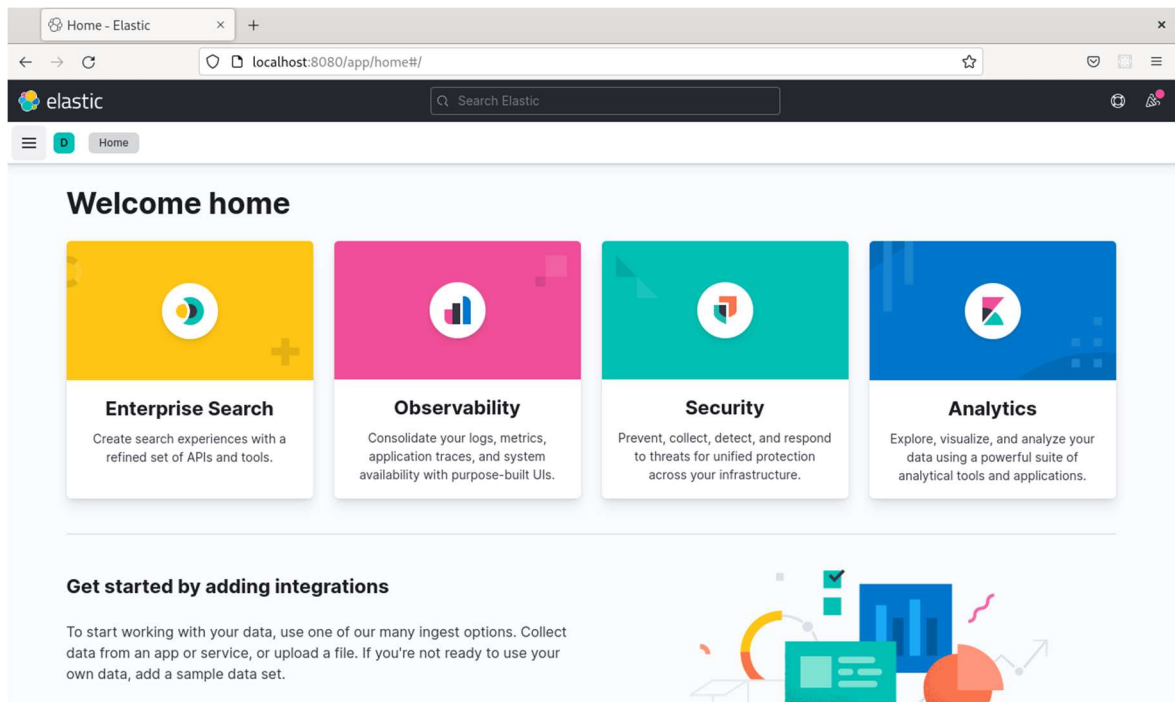 Home - Elastic
localhost:8080/app/home#/
elastic
Search Elastic
D
Home
Welcome home
Enterprise Search
Create search experiences with a
refined set of APIs and tools.
Observability
Consolidate your logs, metrics,
application traces, and system
availability with purpose-built UIs.
Security
Prevent, collect, detect, and respond
to threats for unified protection
across your infrastructure.
Analytics
Explore, visualize, and analyze your
data using a powerful suite of
analytical tools and applications.
Get started by adding integrations
To start working with your data, use one of our many ingest options. Collect
data from an app or service, or upload a file. If you're not ready to use your
own data, add a sample data set.